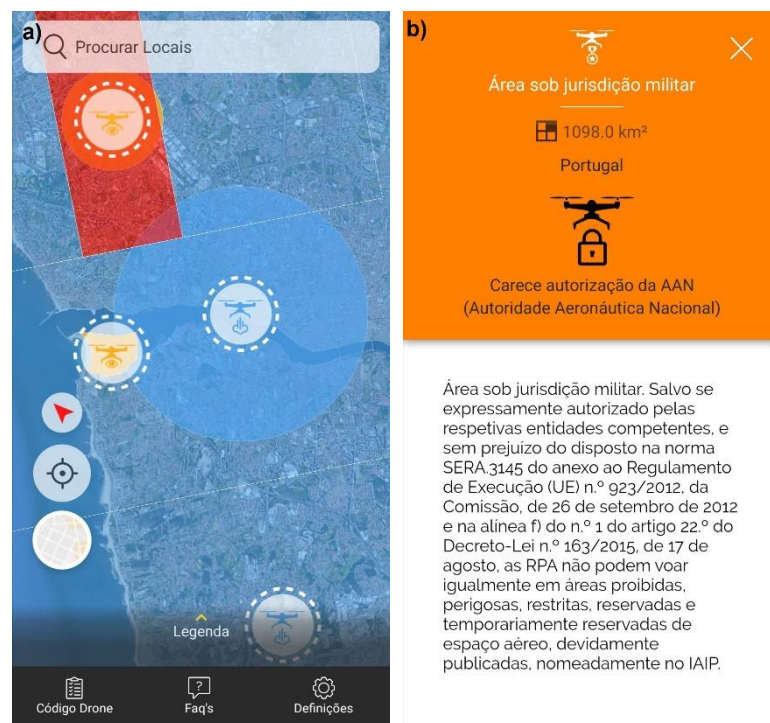 a)
Procurar Locais
Legenda
Código Drone
Faq's
Definições
b)
Área sob jurisdição militar
1098.0 km²
Portugal
Carece autorização da AAN
(Autoridade Aeronáutica Nacional)
Área sob jurisdição militar. Salvo se
expressamente autorizado pelas
respetivas entidades competentes, e
sem prejuízo do disposto na norma
SERA.3145 do anexo ao Regulamento
de Execução (UE) n.º 923/2012, da
Comissão, de 26 de setembro de 2012
e na alínea f) do n.º 1 do artigo 22.º do
Decreto-Lei n.º 163/2015, de 17 de
agosto, as RPA não podem voar
igualmente em áreas proibidas,
perigosas, restritas, reservadas e
temporariamente reservadas de
espaço aéreo, devidamente
publicadas, nomeadamente no IAIP.